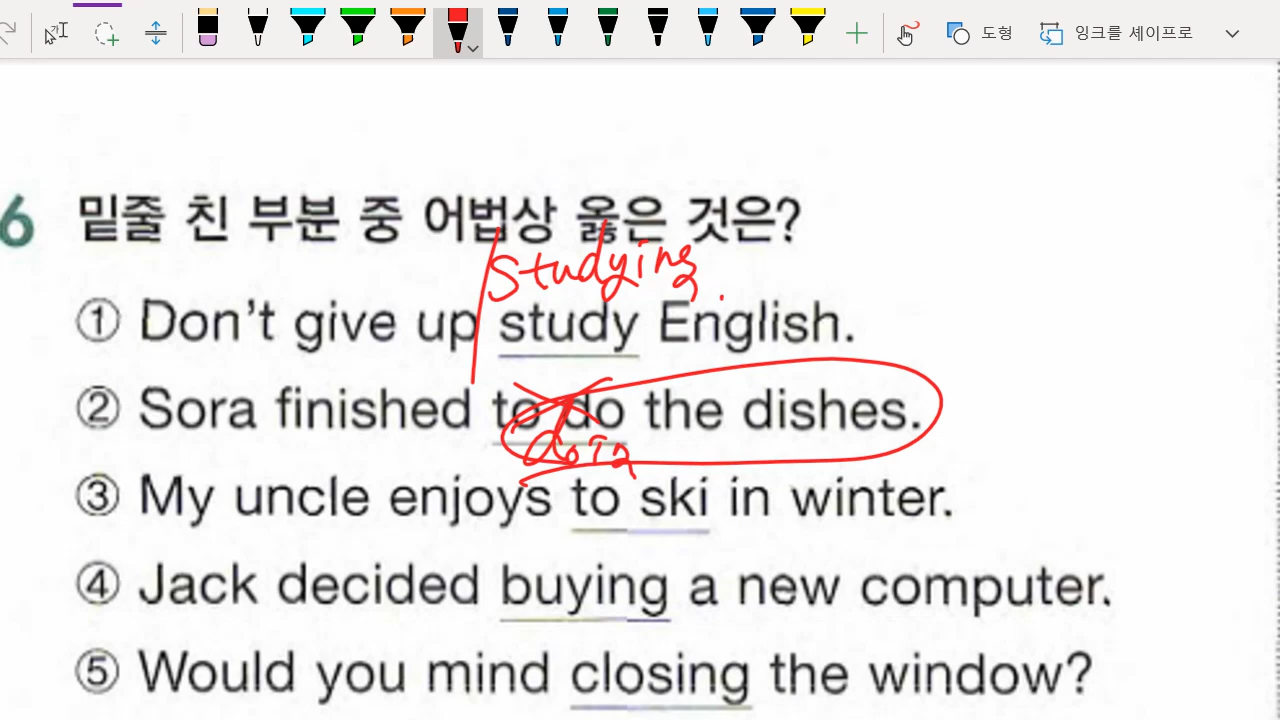 도형 잉크를 셰이프로
6 밑줄 친 부분 중 어법상 옳은 것은?
studying
① Don't give up study English.
② Sora finished to do the dishes.
doin
③ My uncle enjoys to ski in winter.
④ Jack decided buying a new computer.
⑤ Would you mind closing the window?